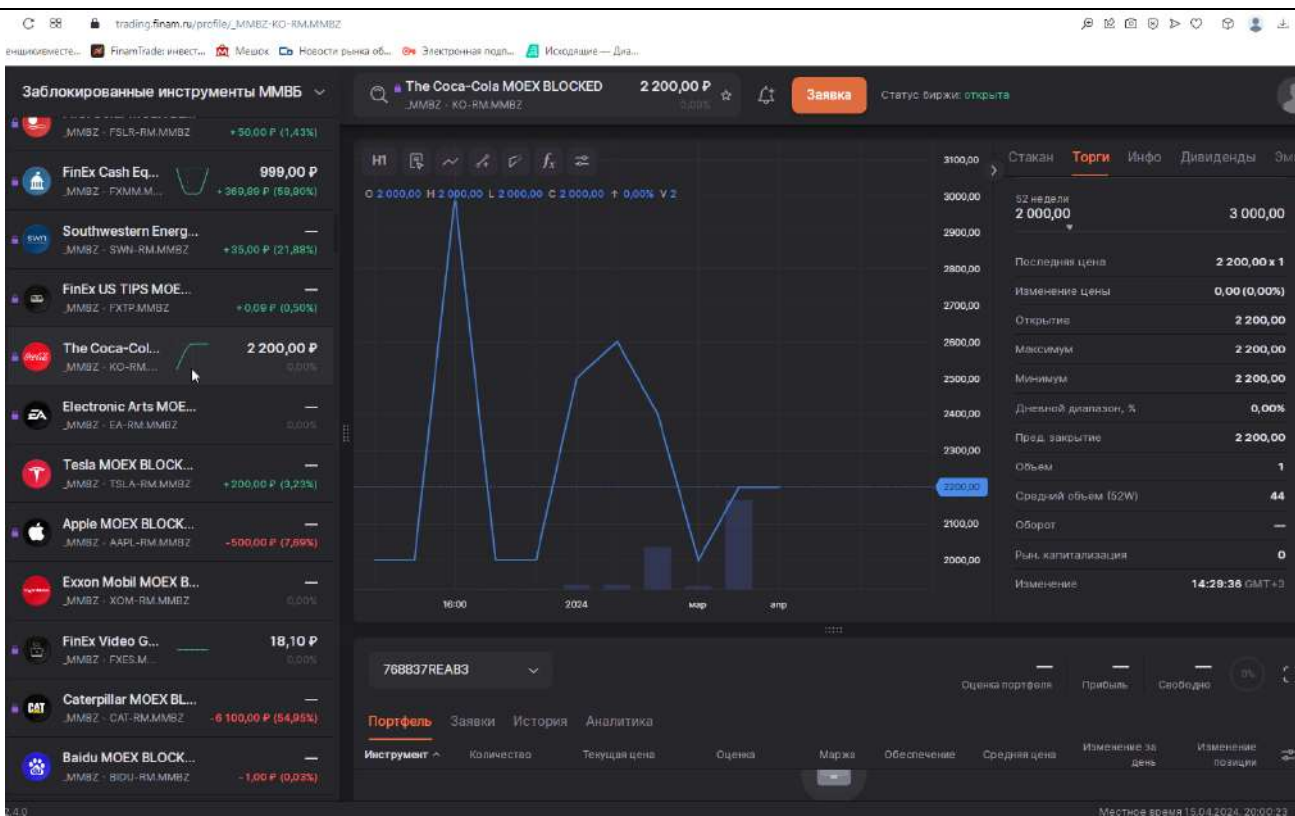 trading.finam.ru/profile/_MMBZ-KO-RM.MMBZ
FinamTrade: инвест... Мешок Новости рынка об... Электронная подп... Исходящие — Диа...
Заблокированные инструменты ММВБ
The Coca-Cola MOEX BLOCKED 2 200,00 ₽
_MMBZ · KO-RM.MMBZ 0,00%
Заявка
Статус биржи: открыта
_MMBZ · FSLR-RM.MMBZ +50,00 ₽ (1,43%)
FinEx Cash Eq... 999,00 ₽
_MMBZ · FXMM.M... +369,89 ₽ (58,80%)
Southwestern Energ... —
_MMBZ · SWN-RM.MMBZ +35,00 ₽ (21,88%)
FinEx US TIPS MOE... —
_MMBZ · FXTP.MMBZ +0,09 ₽ (0,50%)
The Coca-Col... 2 200,00 ₽
_MMBZ · KO-RM.... 0,00%
Electronic Arts MOE... —
_MMBZ · EA-RM.MMBZ 0,00%
Tesla MOEX BLOCK... —
_MMBZ · TSLA-RM.MMBZ +200,00 ₽ (3,23%)
Apple MOEX BLOCK... —
_MMBZ · AAPL-RM.MMBZ -500,00 ₽ (7,69%)
Exxon Mobil MOEX B... —
_MMBZ · XOM-RM.MMBZ 0,00%
FinEx Video G... 18,10 ₽
_MMBZ · FXES.M... 0,00%
CAT
Caterpillar MOEX BL... —
_MMBZ · CAT-RM.MMBZ -6 100,00 ₽ (54,95%)
Baidu MOEX BLOCK... —
_MMBZ · BIDU-RM.MMBZ -1,00 ₽ (0,03%)
H1
O 2 000,00 H 2 000,00 L 2 000,00 C 2 000,00 + 0,00% V 2
3100,00
3000,00
2900,00
2800,00
2700,00
2600,00
2500,00
2400,00
2300,00
2200,00
2100,00
2000,00
16:00 2024 мар апр
Стакан Торги Инфо Дивиденды
52 недели
2 000,00 3 000,00
Последняя цена 2 200,00 x 1
Изменение цены 0,00 (0,00%)
Открытие 2 200,00
Максимум 2 200,00
Минимум 2 200,00
Дневной диапазон, % 0,00%
Пред. закрытие 2 200,00
Объем 1
Средний объем (52W) 44
Оборот —
Рын. капитализация 0
Изменение 14:29:36 GMT+3
768837REAB3
— — — 0%
Оценка портфеля Прибыль Свободно
Портфель Заявки История Аналитика
Инструмент Количество Текущая цена Оценка Маржа Обеспечение Средняя цена Изменение за день Изменение позиции
2.4.0
Местное время 15.04.2024, 20:00:23